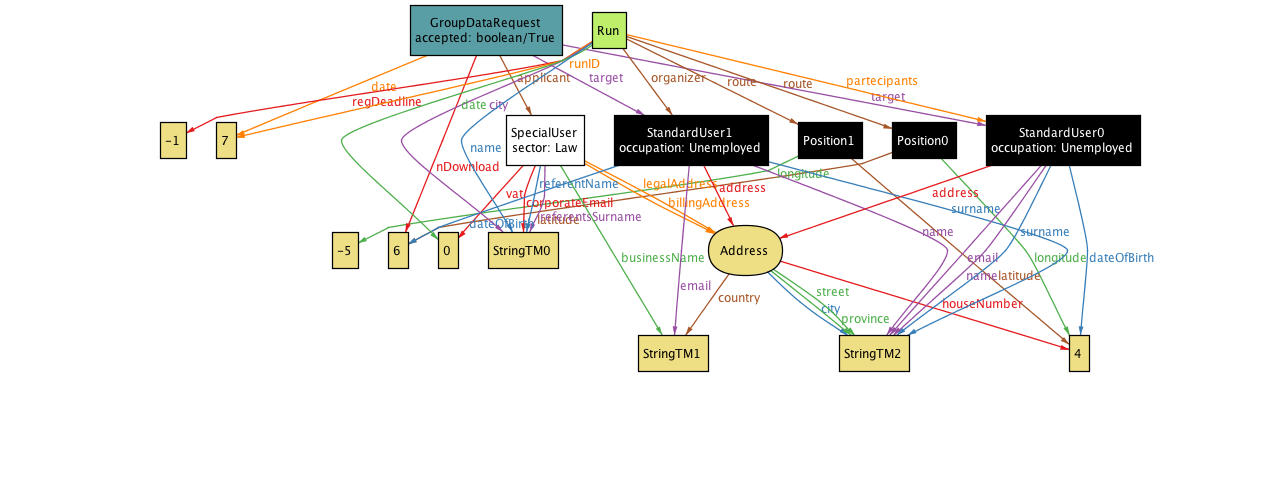 GroupDataRequest
accepted: boolean/True
Run
runID
date
regDeadline
applicant
target
organizer
route
route
partecipants
target
date
city
-1
7
SpecialUser
sector: Law
StandardUser1
occupation: Unemployed
Position1
Position0
StandardUser0
occupation: Unemployed
name
nDownload
longitude
referentName
legalAddress
address
address
vat
corporateEmail
billingAddress
referentsSurname
surname
dateOfBirth
latitude
name
surname
-5
6
0
StringTM0
Address
businessName
email
longitude
dateOfBirth
name
latitude
email
country
street
city
province
houseNumber
StringTM1
StringTM2
4